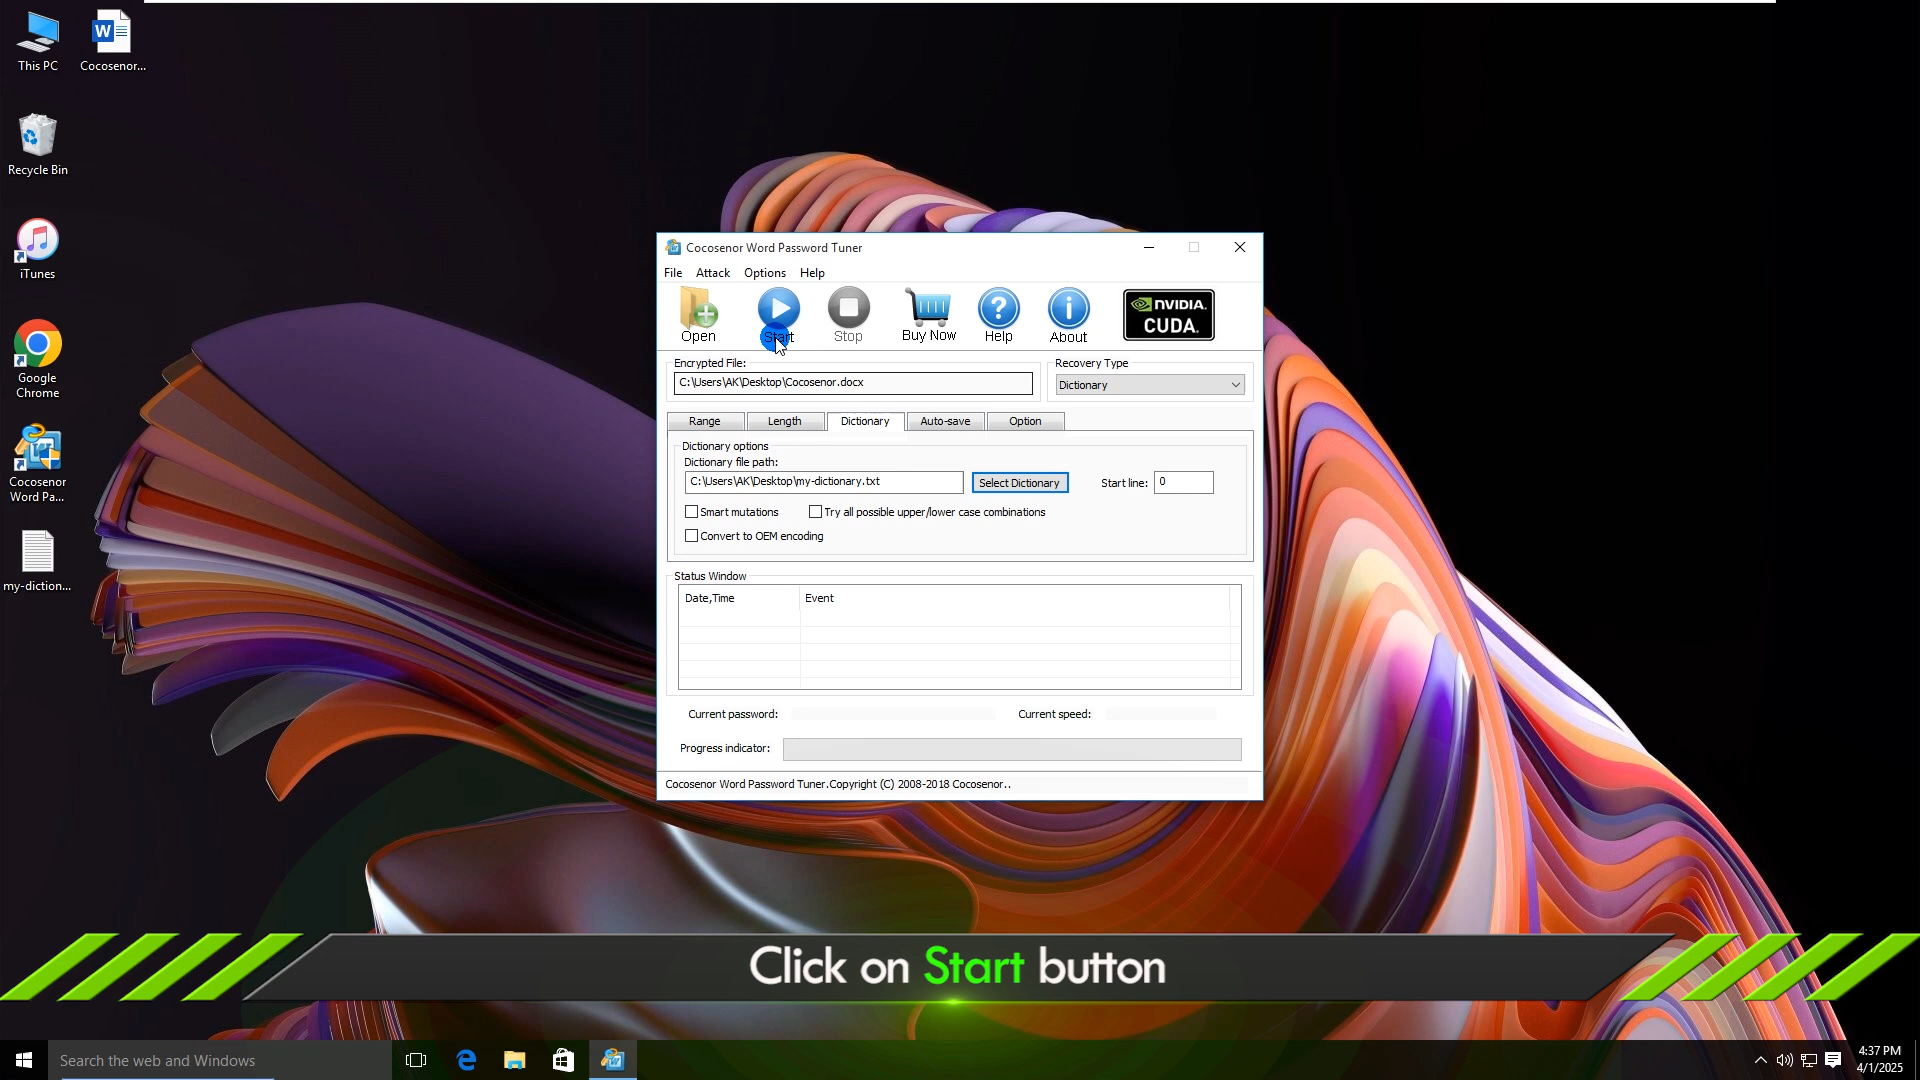 This PC
Cocosenor...
Recycle Bin
iTunes
Google
Chrome
Cocosenor
Word Pa...
my-diction...
Cocosenor Word Password Tuner
File Attack Options Help
Open Start Stop Buy Now Help About
NVIDIA.
CUDA.
Encrypted File:
C:\Users\AK\Desktop\Cocosenor.docx
Recovery Type
Dictionary
Range Length Dictionary Auto-save Option
Dictionary options
Dictionary file path:
C:\Users\AK\Desktop\my-dictionary.txt
Select Dictionary
Start line: 0
Smart mutations
Try all possible upper/lower case combinations
Convert to OEM encoding
Status Window
Date,Time Event
Current password:
Current speed:
Progress indicator:
Cocosenor Word Password Tuner.Copyright (C) 2008-2018 Cocosenor..
Click on Start button
Search the web and Windows
4:37 PM
4/1/2025